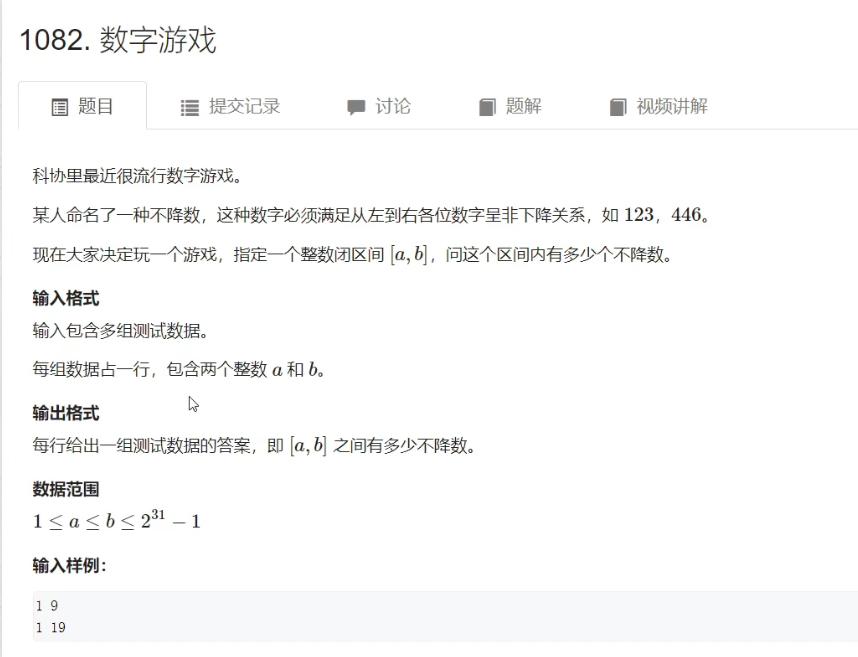 1082. 数字游戏
题目 提交记录 讨论 题解 视频讲解
科协里最近很流行数字游戏。
某人命名了一种不降数，这种数字必须满足从左到右各位数字呈非下降关系，如 123，446。
现在大家决定玩一个游戏，指定一个整数闭区间 [a, b]，问这个区间内有多少个不降数。
输入格式
输入包含多组测试数据。
每组数据占一行，包含两个整数 a 和 b。
输出格式
每行给出一组测试数据的答案，即 [a, b] 之间有多少不降数。
数据范围
1 ≤ a ≤ b ≤ 2³¹ − 1
输入样例：
1 9
1 19